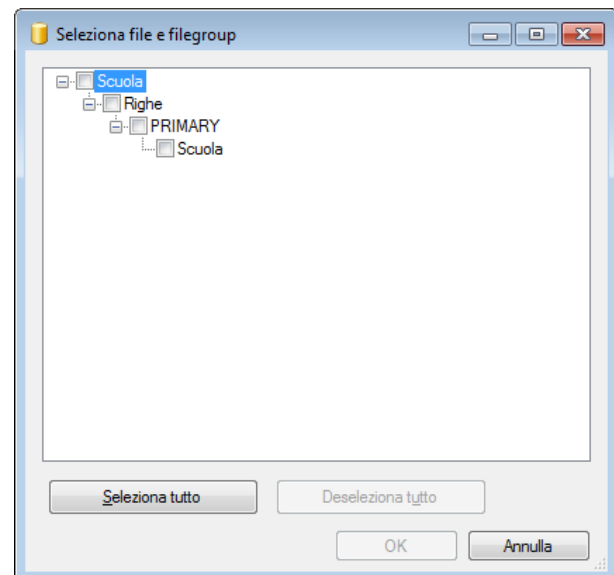 Seleziona file e filegroup
Scuola
Righe
PRIMARY
Scuola
Seleziona tutto
Deseleziona tutto
OK
Annulla